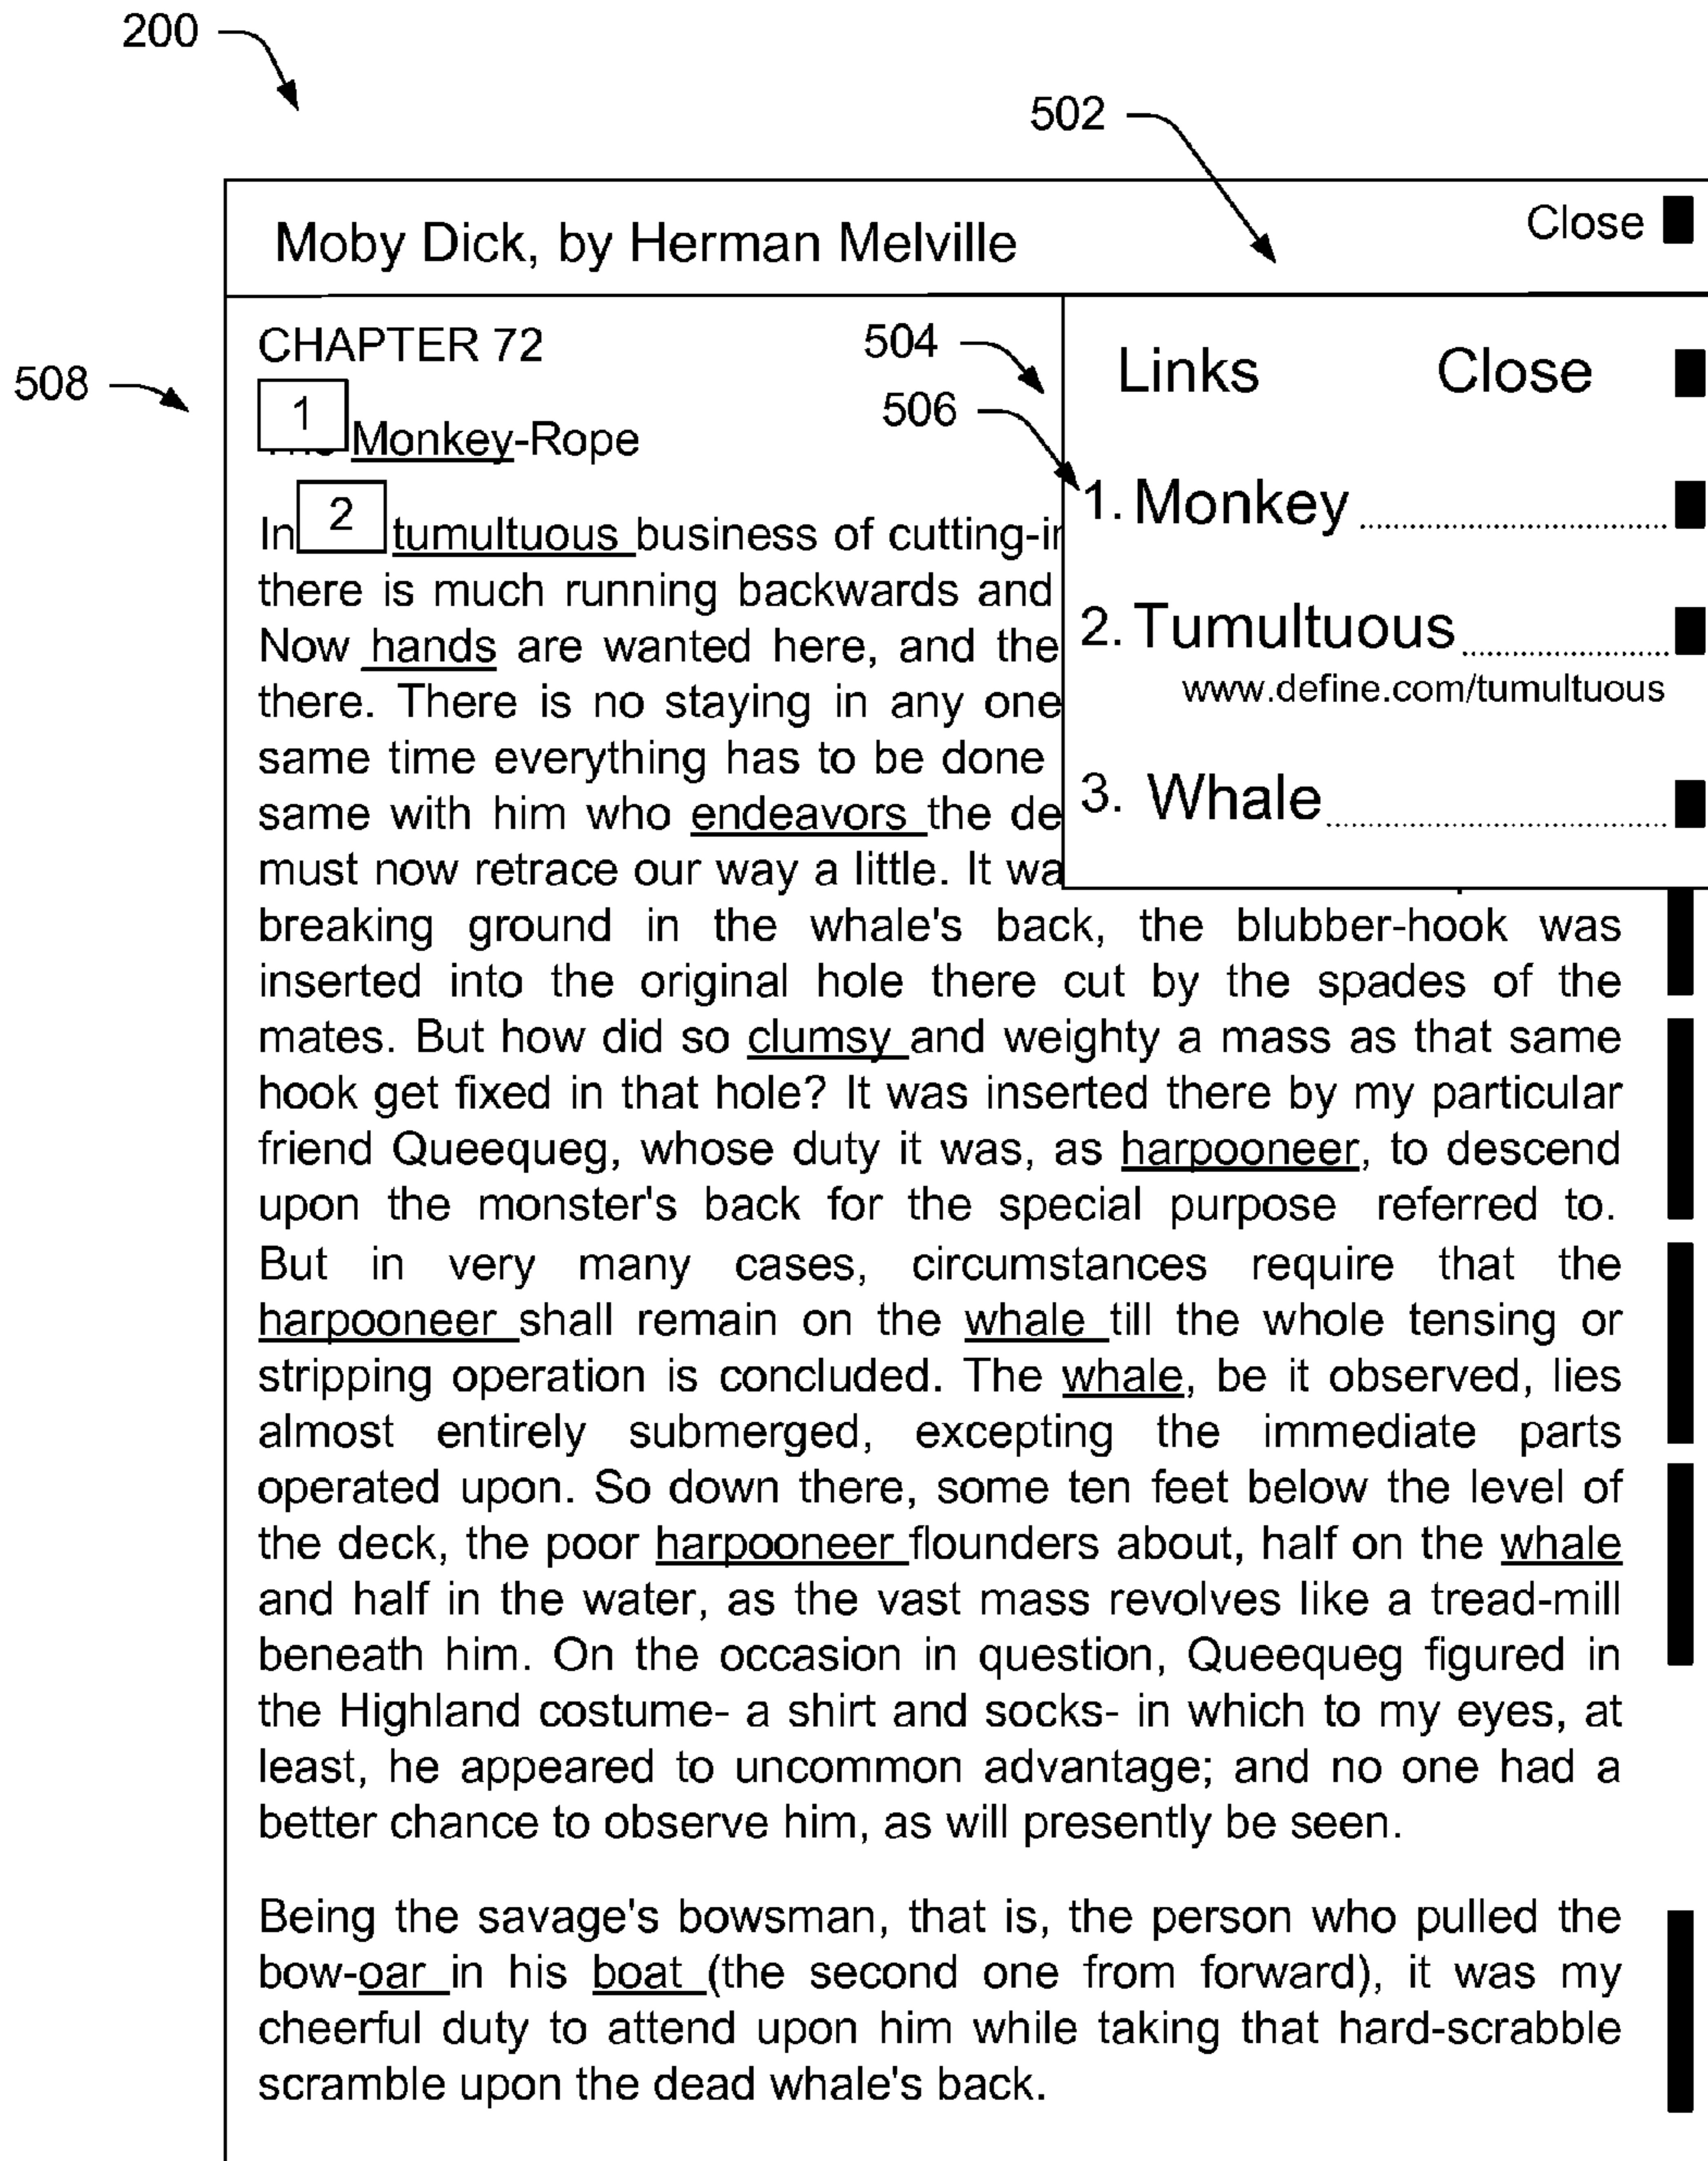 200
502
Moby Dick, by Herman Melville
Close
CHAPTER 72
504
Links Close
508
506
1
Monkey-Rope
1. Monkey
2
In tumultuous business of cutting-in
there is much running backwards and
Now hands are wanted here, and the
2. Tumultuous
www.define.com/tumultuous
there. There is no staying in any one
same time everything has to be done
3. Whale
same with him who endeavors the de
must now retrace our way a little. It wa
breaking ground in the whale's back, the blubber-hook was
inserted into the original hole there cut by the spades of the
mates. But how did so clumsy and weighty a mass as that same
hook get fixed in that hole? It was inserted there by my particular
friend Queequeg, whose duty it was, as harpooneer, to descend
upon the monster's back for the special purpose referred to.
But in very many cases, circumstances require that the
harpooneer shall remain on the whale till the whole tensing or
stripping operation is concluded. The whale, be it observed, lies
almost entirely submerged, excepting the immediate parts
operated upon. So down there, some ten feet below the level of
the deck, the poor harpooneer flounders about, half on the whale
and half in the water, as the vast mass revolves like a tread-mill
beneath him. On the occasion in question, Queequeg figured in
the Highland costume- a shirt and socks- in which to my eyes, at
least, he appeared to uncommon advantage; and no one had a
better chance to observe him, as will presently be seen.
Being the savage's bowsman, that is, the person who pulled the
bow-oar in his boat (the second one from forward), it was my
cheerful duty to attend upon him while taking that hard-scrabble
scramble upon the dead whale's back.